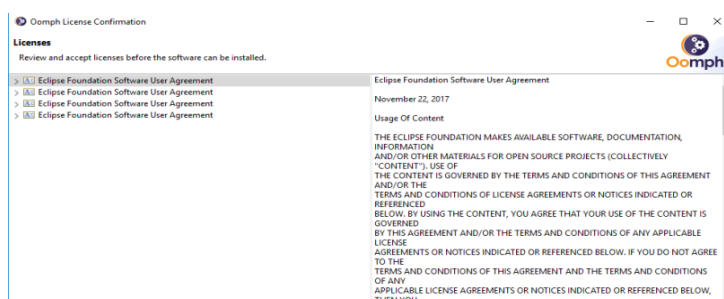 Oomph License Confirmation
Licenses
Review and accept licenses before the software can be installed.
Oomph
Eclipse Foundation Software User Agreement
Eclipse Foundation Software User Agreement
Eclipse Foundation Software User Agreement
Eclipse Foundation Software User Agreement
Eclipse Foundation Software User Agreement
November 22, 2017
Usage Of Content
THE ECLIPSE FOUNDATION MAKES AVAILABLE SOFTWARE, DOCUMENTATION,
INFORMATION
AND/OR OTHER MATERIALS FOR OPEN SOURCE PROJECTS (COLLECTIVELY
"CONTENT"). USE OF
THE CONTENT IS GOVERNED BY THE TERMS AND CONDITIONS OF THIS AGREEMENT
AND/OR THE
TERMS AND CONDITIONS OF LICENSE AGREEMENTS OR NOTICES INDICATED OR
REFERENCED
BELOW. BY USING THE CONTENT, YOU AGREE THAT YOUR USE OF THE CONTENT IS
GOVERNED
BY THIS AGREEMENT AND/OR THE TERMS AND CONDITIONS OF ANY APPLICABLE
LICENSE
AGREEMENTS OR NOTICES INDICATED OR REFERENCED BELOW. IF YOU DO NOT AGREE
TO THE
TERMS AND CONDITIONS OF THIS AGREEMENT AND THE TERMS AND CONDITIONS
OF ANY
APPLICABLE LICENSE AGREEMENTS OR NOTICES INDICATED OR REFERENCED BELOW,
THEN YOU